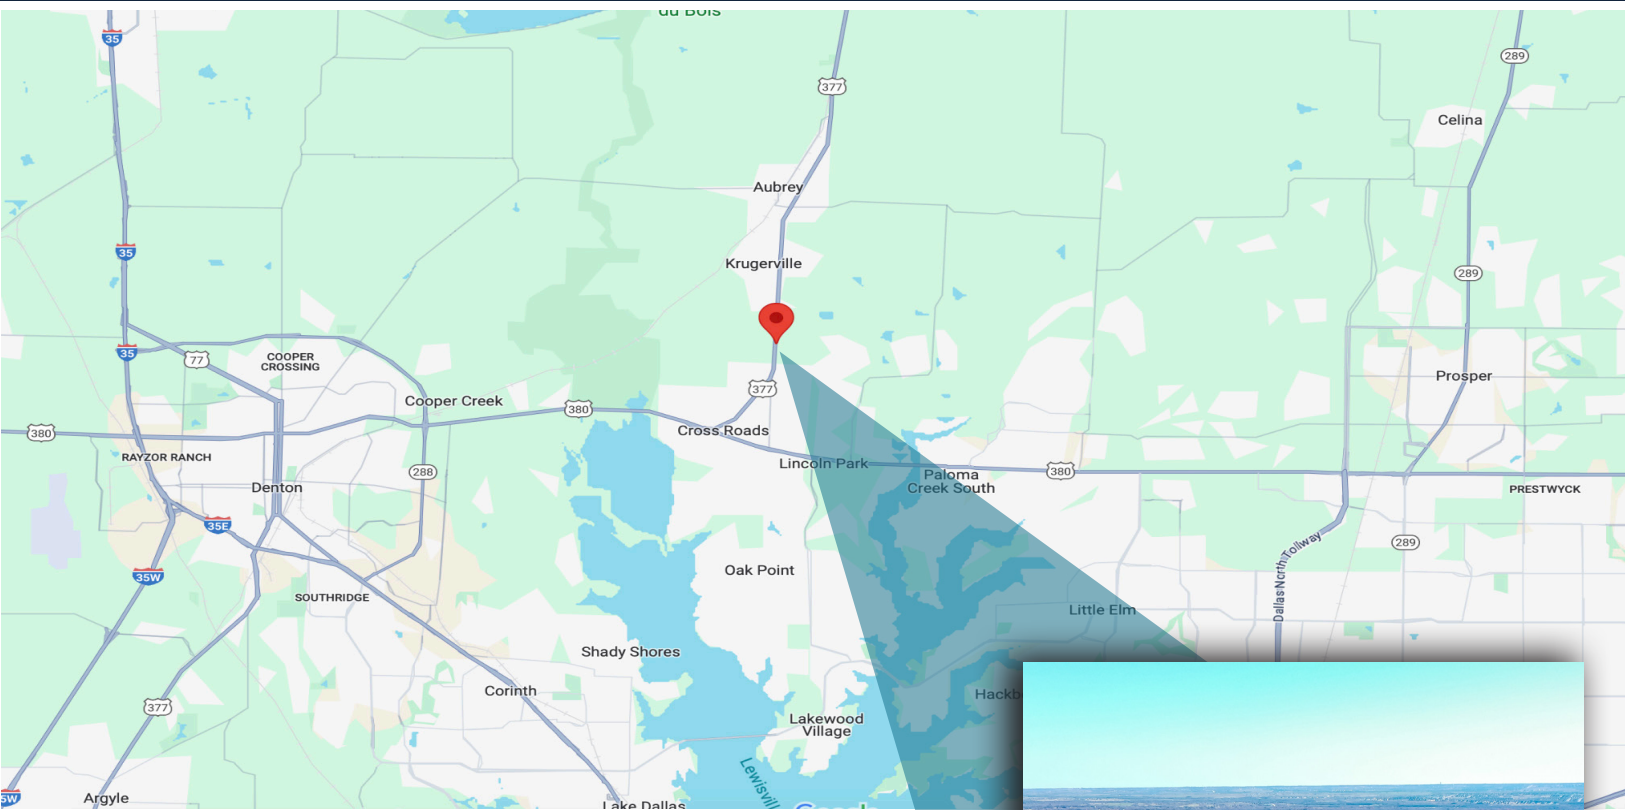 du Bois
35
377
289
Celina
Aubrey
35
Krugerville
289
35
77
COOPER
CROSSING
Prosper
377
Cooper Creek
380
380
Cross Roads
RAYZOR RANCH
288
Lincoln Park
380
Paloma
Creek South
Denton
PRESTWYCK
35E
289
Dallas North Tollway
35W
Oak Point
SOUTHRIDGE
Little Elm
Shady Shores
Corinth
377
Lakewood
Village
Argyle
Lake Dallas